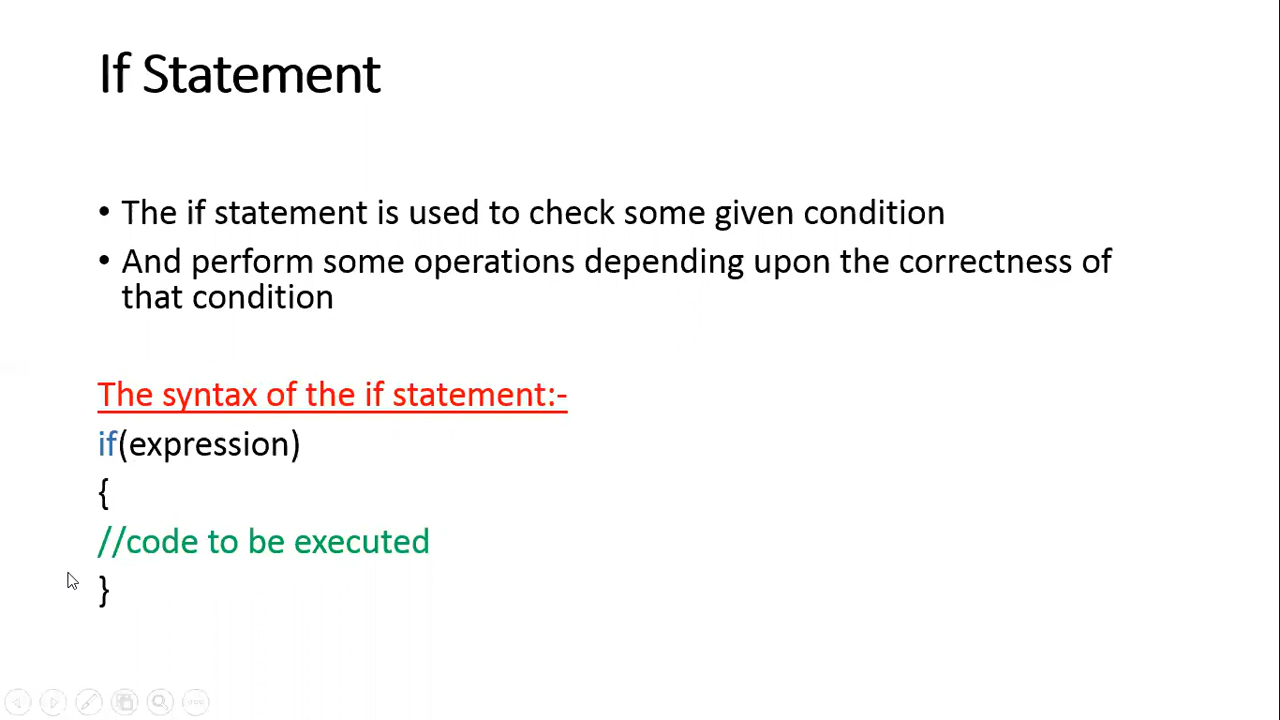 If Statement
• The if statement is used to check some given condition
• And perform some operations depending upon the correctness of
that condition
The syntax of the if statement:-
if(expression)
{
//code to be executed
}